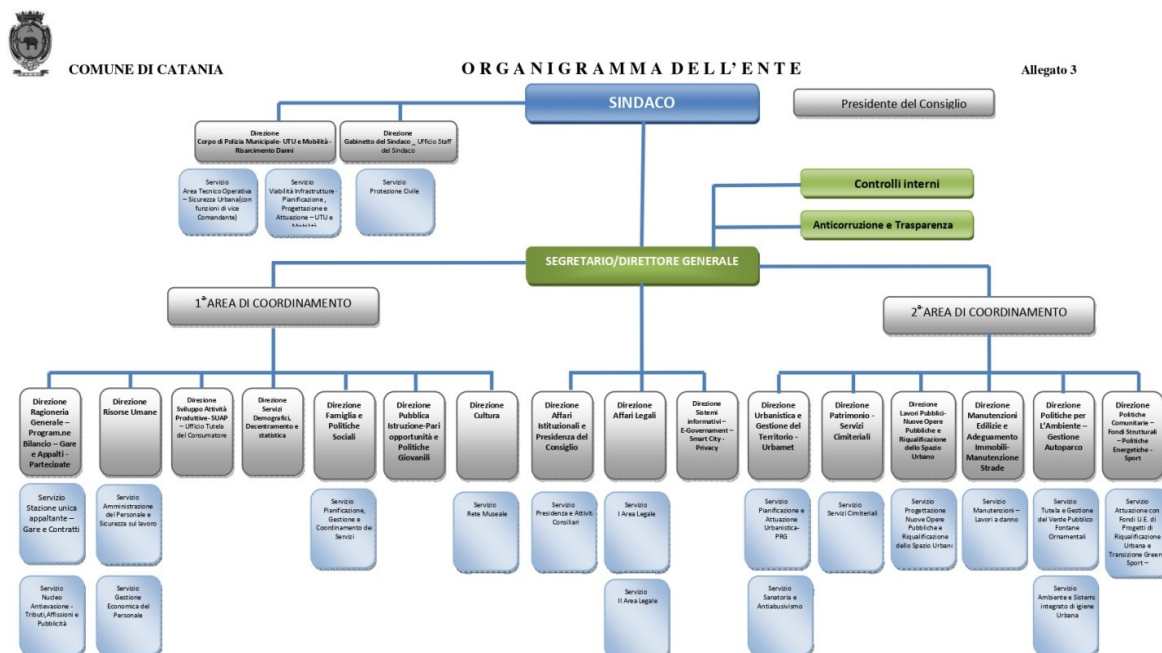 COMUNE DI CATANIA
ORGANIGRAMMA DELL'ENTE
Allegato 3
SINDACO
Presidente del Consiglio
Direzione
Corpo di Polizia Municipale- UTU e Mobilità -
Risarcimento Danni
Direzione
Gabinetto del Sindaco _ Ufficio Staff
del Sindaco
Servizio
Area Tecnico Operativa
– Sicurezza Urbana(con
funzioni di vice
Comandante)
Servizio
Viabilità Infrastrutture -
Pianificazione ,
Progettazione e
Attuazione – UTU e
Mobilità
Servizio
Protezione Civile
Controlli interni
Anticorruzione e Trasparenza
SEGRETARIO/DIRETTORE GENERALE
1ª AREA DI COORDINAMENTO
2ª AREA DI COORDINAMENTO
Direzione
Ragioneria
Generale –
Program.ne
Bilancio – Gare
e Appalti -
Partecipate
Direzione
Risorse Umane
Direzione
Sviluppo Attività
Produttive- SUAP
– Ufficio Tutela
del Consumatore
Direzione
Servizi
Demografici,
Decentramento e
statistica
Direzione
Famiglia e
Politiche
Sociali
Direzione
Pubblica
Istruzione-Pari
opportunità e
Politiche
Giovanili
Direzione
Cultura
Direzione
Affari
Istituzionali e
Presidenza del
Consiglio
Direzione
Affari Legali
Direzione
Sistemi
informativi –
E-Governament –
Smart City -
Privacy
Direzione
Urbanistica e
Gestione del
Territorio -
Urbamet
Direzione
Patrimonio -
Servizi
Cimiteriali
Direzione
Lavori Pubblici-
Nuove Opere
Pubbliche e
Riqualificazione
dello Spazio
Urbano
Direzione
Manutenzioni
Edilizie e
Adeguamento
Immobili-
Manutenzione
Strade
Direzione
Politiche per
L'Ambiente –
Gestione
Autoparco
Direzione
Politiche
Comunitarie –
Fondi Strutturali
– Politiche
Energetiche -
Sport
Servizio
Stazione unica
appaltante –
Gare e Contratti
Servizio
Amministrazione
del Personale e
Sicurezza sul lavoro
Servizio
Pianificazione,
Gestione e
Coordinamento dei
Servizi
Servizio
Rete Museale
Servizio
Presidenza e Attività
Consiliari
Servizio
I Area Legale
Servizio
Pianificazione e
Attuazione
Urbanistica-
PRG
Servizio
Servizi Cimiteriali
Servizio
Progettazione
Nuove Opere
Pubbliche e
Riqualificazione
dello Spazio Urbano
Servizio
Manutenzioni –
Lavori a danno
Servizio
Tutela e Gestione
del Verde Pubblico
Fontane
Ornamentali
Servizio
Attuazione con
Fondi U.E. di
Progetti di
Riqualificazione
Urbana e
Transizione Green
Sport –
Servizio
Nucleo
Antievasione -
Tributi,Affissioni e
Pubblicità
Servizio
Gestione
Economica del
Personale
Servizio
II Area Legale
Servizio
Sanatoria e
Antiabusivismo
Servizio
Ambiente e Sistema
integrato di igiene
Urbana